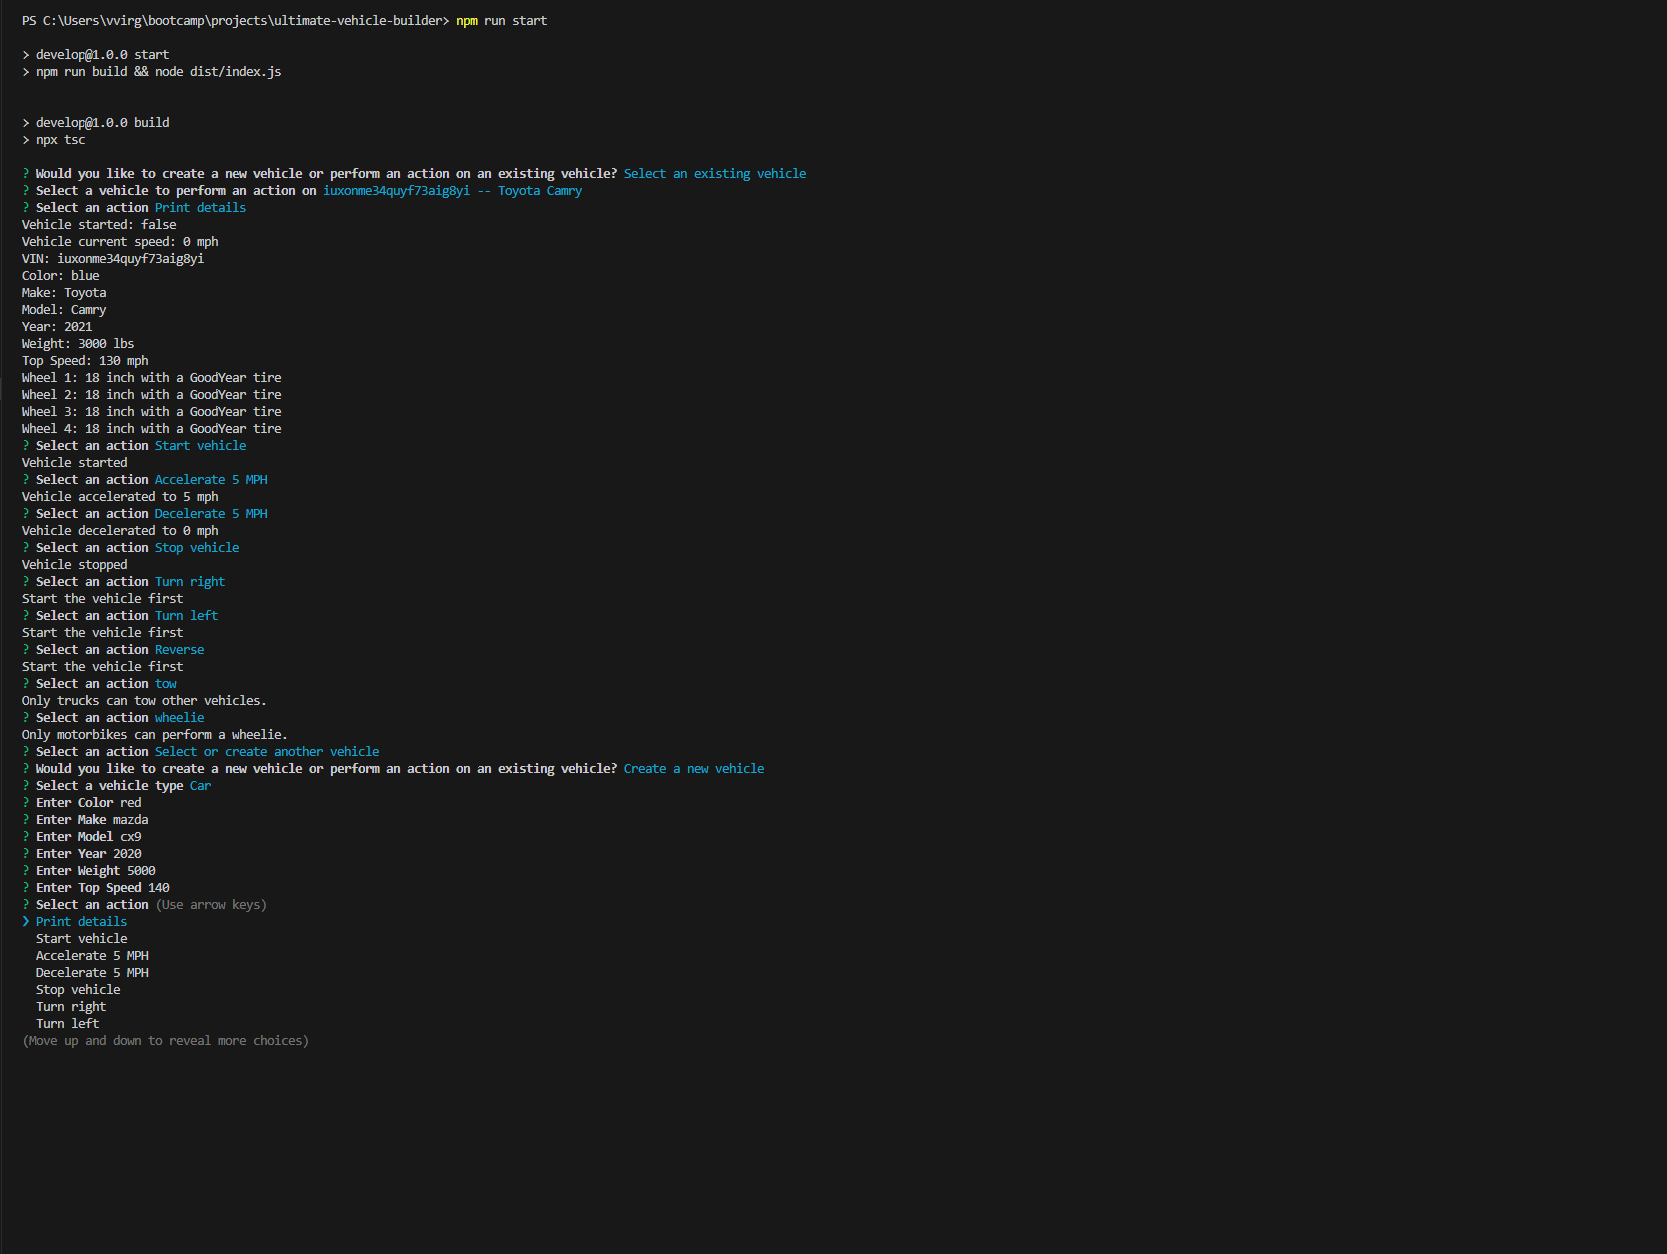 PS C:\Users\vvirg\bootcamp\projects\ultimate-vehicle-builder> npm run start
> develop@1.0.0 start
> npm run build && node dist/index.js
> develop@1.0.0 build
> npx tsc
? Would you like to create a new vehicle or perform an action on an existing vehicle? Select an existing vehicle
? Select a vehicle to perform an action on iuxonme34quyf73aig8yi -- Toyota Camry
? Select an action Print details
Vehicle started: false
Vehicle current speed: 0 mph
VIN: iuxonme34quyf73aig8yi
Color: blue
Make: Toyota
Model: Camry
Year: 2021
Weight: 3000 lbs
Top Speed: 130 mph
Wheel 1: 18 inch with a GoodYear tire
Wheel 2: 18 inch with a GoodYear tire
Wheel 3: 18 inch with a GoodYear tire
Wheel 4: 18 inch with a GoodYear tire
? Select an action Start vehicle
Vehicle started
? Select an action Accelerate 5 MPH
Vehicle accelerated to 5 mph
? Select an action Decelerate 5 MPH
Vehicle decelerated to 0 mph
? Select an action Stop vehicle
Vehicle stopped
? Select an action Turn right
Start the vehicle first
? Select an action Turn left
Start the vehicle first
? Select an action Reverse
Start the vehicle first
? Select an action tow
Only trucks can tow other vehicles.
? Select an action wheelie
Only motorbikes can perform a wheelie.
? Select an action Select or create another vehicle
? Would you like to create a new vehicle or perform an action on an existing vehicle? Create a new vehicle
? Select a vehicle type Car
? Enter Color red
? Enter Make mazda
? Enter Model cx9
? Enter Year 2020
? Enter Weight 5000
? Enter Top Speed 140
? Select an action (Use arrow keys)
❯ Print details
Start vehicle
Accelerate 5 MPH
Decelerate 5 MPH
Stop vehicle
Turn right
Turn left
(Move up and down to reveal more choices)